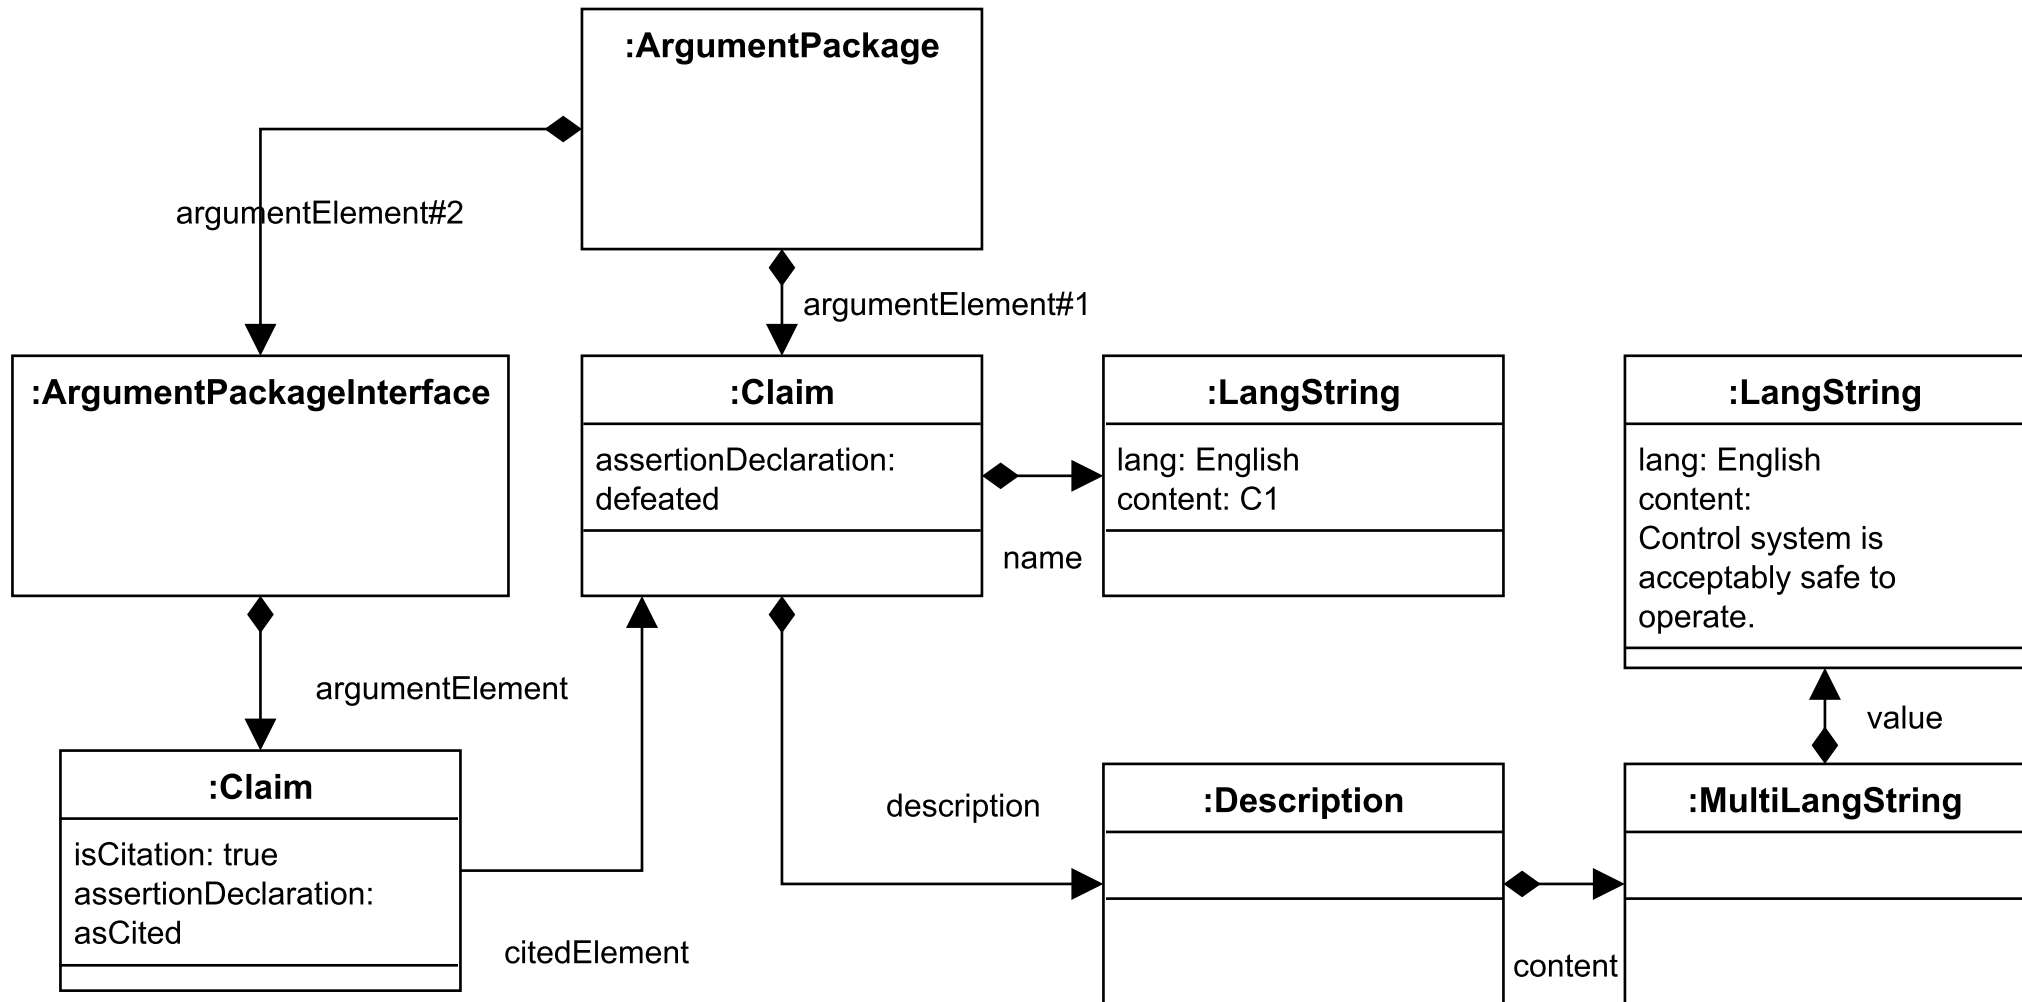 :ArgumentPackage
argumentElement#2
argumentElement#1
:ArgumentPackageInterface
:Claim
assertionDeclaration:
defeated
:LangString
lang: English
content: C1
name
:LangString
lang: English
content:
Control system is
acceptably safe to
operate.
argumentElement
value
:Claim
isCitation: true
assertionDeclaration:
asCited
citedElement
description
:Description
content
:MultiLangString